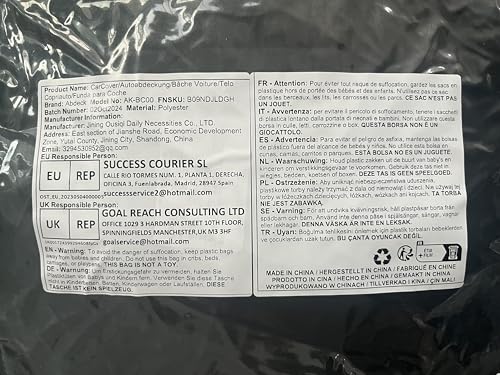 Product Name: CarCover/Autoabdeckung/Bâche Voiture/Telo
Copriauto/Funda para Coche
Brand: Abdeck Model No: AK-BC00 FNSKU: B09NDJLDGH
Batch Number: 02Oct2024 Material: Polyester
Manufacturer Information:
Manufacturer: Jining Ousiqi Daily Necessities Co., LTD.
Address: East section of Jianshe Road, Economic Development
Zone, Yutai County, Jining City, Shandong, China
Email: 3294530952@qq.com
EU Responsible Person:
EU REP
SUCCESS COURIER SL
CALLE RIO TORMES NUM. 1, PLANTA 1, DERECHA,
OFICINA 3, Fuenlabrada, Madrid, 28947 Spain
successservice2@hotmail.com
UK Responsible Person:
UK REP
GOAL REACH CONSULTING LTD
OFFICE 1029 3 HARDMAN STREET 10TH FLOOR,
SPINNINGFIELDS MANCHESTER,UK M3 3HF
goalservice@hotmail.com
EN - Warning: To avoid the danger of suffocation, keep plastic bags
away from babies and children. Do not use this bag in cribs, beds,
carriages, or playpens. THIS BAG IS NOT A TOY.
DE - Warnung: Um Erstickungsgefahr zu vermeiden, halten Sie
Plastiktüten von Babys und Kindern fern. Verwenden Sie diese Tasche
nicht in Kinderbetten, Betten, Kinderwagen oder Laufställen. DIESE
TASCHE IST KEIN SPIELZEUG.
FR - Attention: Pour éviter tout risque de suffocation, gardez les sacs en
plastique hors de portée des bébés et des enfants. N'utilisez pas ce sac
dans les berceaux, les lits, les carrosses ou les parcs. CE SAC N'EST PAS
UN JOUET.
IT - Avvertenza: per evitare il pericolo di soffocamento, tenere i sacchetti
di plastica lontano dalla portata di neonati e bambini. Non utilizzare
questa borsa in culle, letti, carrozzine o box. QUESTA BORSA NON È UN
GIOCATTOLO.
ES - Advertencia: Para evitar el peligro de asfixia, mantenga las bolsas
de plástico fuera del alcance de bebés y niños. No utilice esta bolsa en
cunas, camas, carritos o parques. ESTA BOLSA NO ES UN JUGUETE.
NL - Waarschuwing: Houd plastic zakken uit de buurt van baby's en
kinderen om verstikkingsgevaar te voorkomen. Gebruik deze tas niet in
wiegjes, bedden, kinderwagens of boxen. DEZE TAS IS GEEN SPEELGOED.
PL - Ostrzeżenie: Aby uniknąć niebezpieczeństwa uduszenia,
plastikowe torby należy trzymać z dala od niemowląt i dzieci. Nie używaj tej
torby w łóżeczkach dziecięcych, łóżkach, wózkach ani kojcach. TA TORBA
NIE JEST ZABAWKĄ.
SE - Varning: För att undvika kvävningsrisk, håll plastpåsar borta från
spädbarn och barn. Använd inte denna påse i spjälsängar, sängar, vagnar
eller lekhagar. DENNA VÄSKA ÄR INTE EN LEKSAK.
TR - Uyarı: Boğulma tehlikesini önlemek için plastik torbaları bebeklerden
ve çocuklardan uzak tutun. BU ÇANTA OYUNCAK DEĞİL.
MADE IN CHINA / HERGESTELLT IN CHINA / FABRIQUÉ EN CHINE
PRODOTTO IN CINA / HECHO EN CHINA / GEMAAKT IN CHINA
WYPRODUKOWANO W CHINACH / TILLVERKAD I KINA / ÇİN MALI